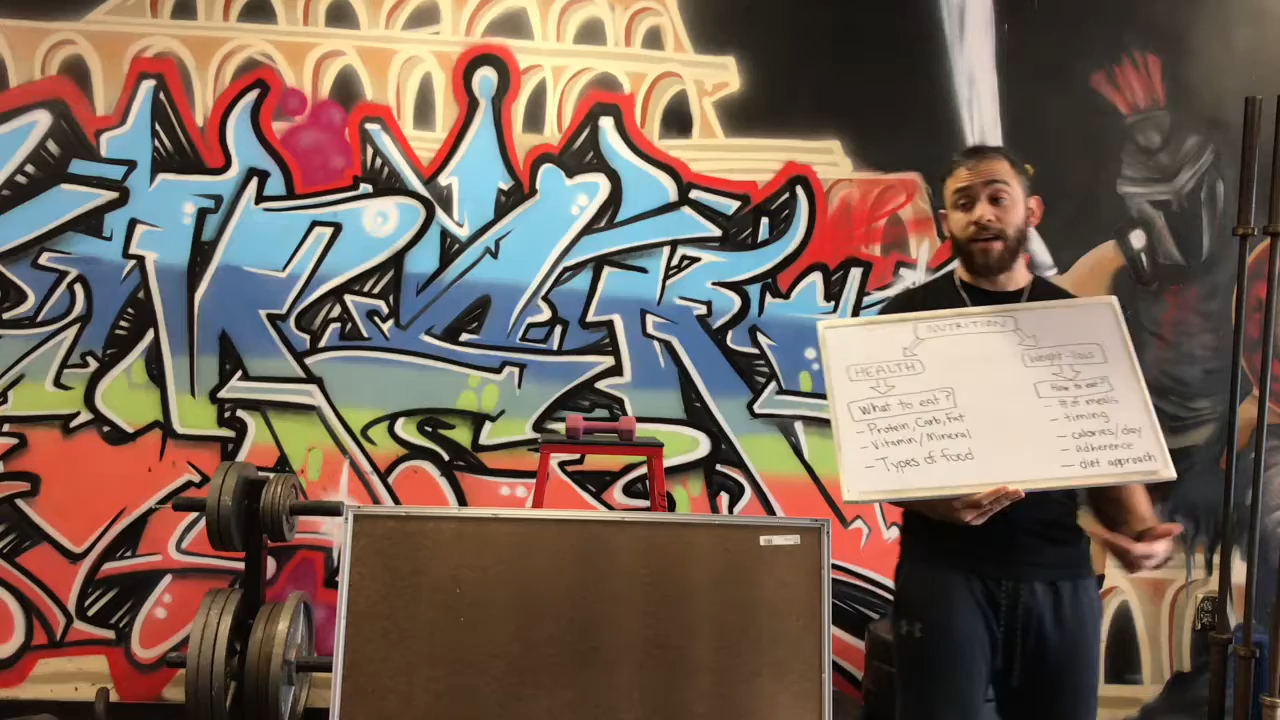 NUTRITION
HEALTH
What to eat?
- Protein, Carb, Fat
- Vitamin/Mineral
- Types of food
Weight-loss
How to eat?
- # of meals
- timing
- calories/day
- adherence
- diet approach